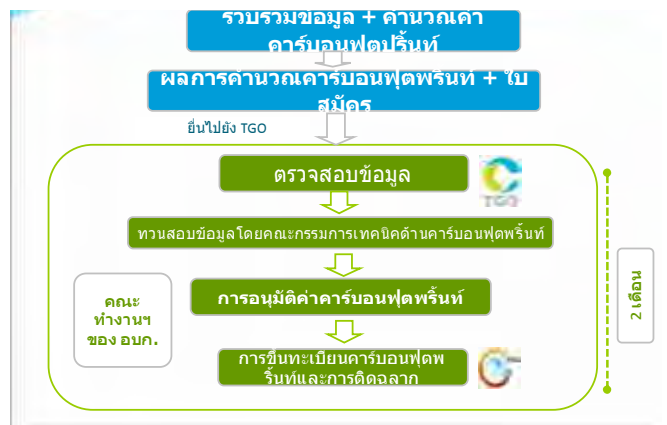 รวบรวมข้อมูล + คำนวณค่า
คาร์บอนฟุตปริ้นท์
ผลการคำนวณคาร์บอนฟุตพริ้นท์ + ใบ
สมัคร
ยื่นไปยัง TGO
ตรวจสอบข้อมูล
TGO
ทวนสอบข้อมูลโดยคณะกรรมการเทคนิคด้านคาร์บอนฟุตพริ้นท์
คณะ
ทำงานฯ
ของ อบก.
การอนุมัติค่าคาร์บอนฟุตพริ้นท์
2 เดือน
การขึ้นทะเบียนคาร์บอนฟุตพ
ริ้นท์และการติดฉลาก